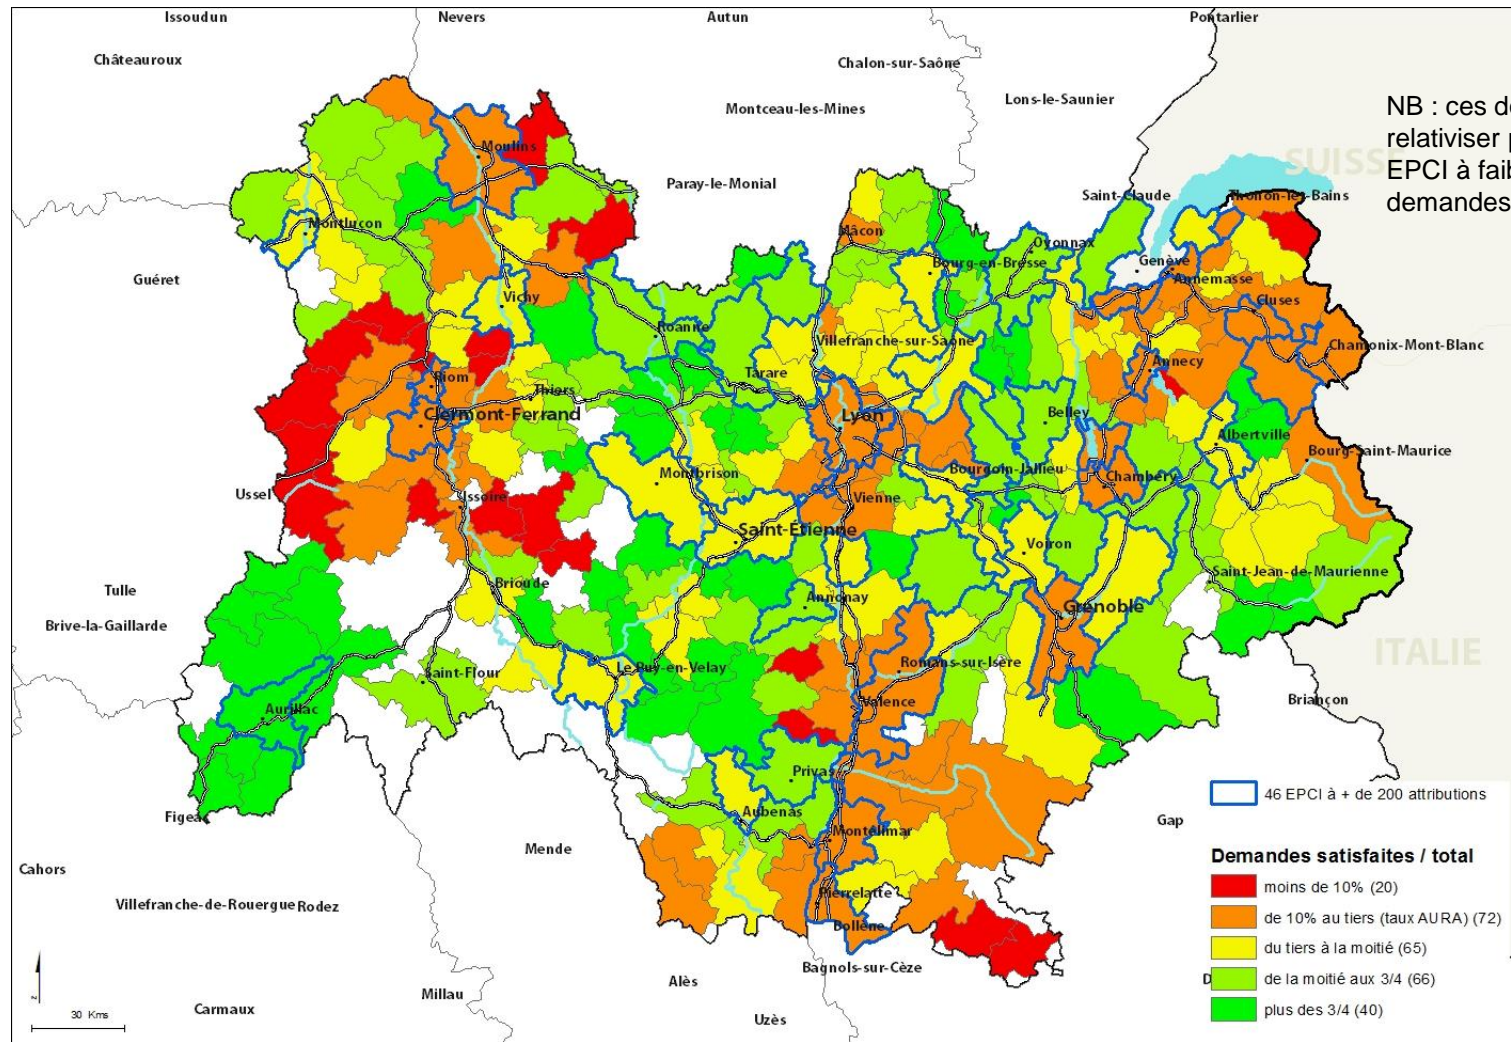 Issoudun
Nevers
Autun
Pontarlier
Châteauroux
Chalon-sur-Saône
Montceau-les-Mines
Lons-le-Saunier
NB : ces
relativiser
EPCI à
demandes
SUISSE
Moulins
Paray-le-Monial
Saint-Claude
Thonon-les-Bains
Montluçon
Mâcon
Oyonnax
Bourg-en-Bresse
Genève
Annemasse
Guéret
Vichy
Cluses
Roanne
Villefranche-sur-Saône
Chamonix-Mont-Blanc
Annecy
Riom
Thiers
Tarare
Clermont-Ferrand
Lyon
Belley
Albertville
Bourg-Saint-Maurice
Ussel
Issoire
Montbrison
Bourgoin-Jallieu
Chambéry
Vienne
Saint-Étienne
Voiron
Saint-Jean-de-Maurienne
Tulle
Brioude
Annonay
Grenoble
Brive-la-Gaillarde
ITALIE
Saint-Flour
Le Puy-en-Velay
Romans-sur-Isère
Valence
Briançon
Aurillac
Privas
46 EPCI à + de 200 attributions
Figeac
Aubenas
Montélimar
Gap
Mende
Demandes satisfaites / total
Cahors
moins de 10% (20)
Villefranche-de-Rouergue
Rodez
Pierrelatte
de 10% au tiers (taux AURA) (72)
Bollène
du tiers à la moitié (65)
Bagnols-sur-Cèze
Alès
D
de la moitié aux 3/4 (66)
Millau
Carmaux
Uzès
plus des 3/4 (40)
30 Kms